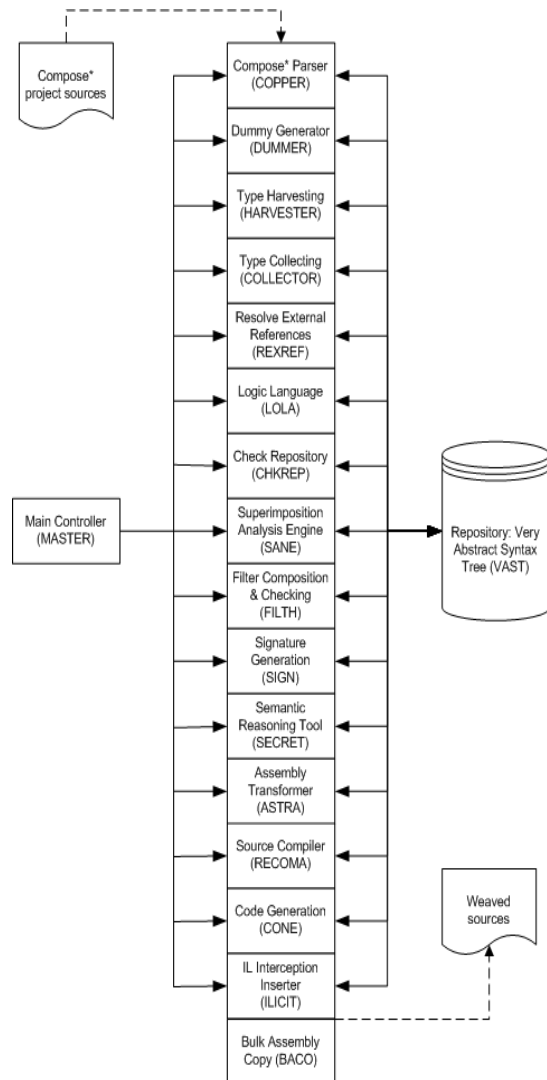 Compose*
project sources
Compose* Parser
(COPPER)
Dummy Generator
(DUMMER)
Type Harvesting
(HARVESTER)
Type Collecting
(COLLECTOR)
Resolve External
References
(REXREF)
Logic Language
(LOLA)
Check Repository
(CHKREP)
Main Controller
(MASTER)
Superimposition
Analysis Engine
(SANE)
Repository: Very
Abstract Syntax
Tree (VAST)
Filter Composition
& Checking
(FILTH)
Signature
Generation
(SIGN)
Semantic
Reasoning Tool
(SECRET)
Assembly
Transformer
(ASTRA)
Source Compiler
(RECOMA)
Code Generation
(CONE)
Weaved
sources
IL Interception
Inserter
(ILICIT)
Bulk Assembly
Copy (BACO)